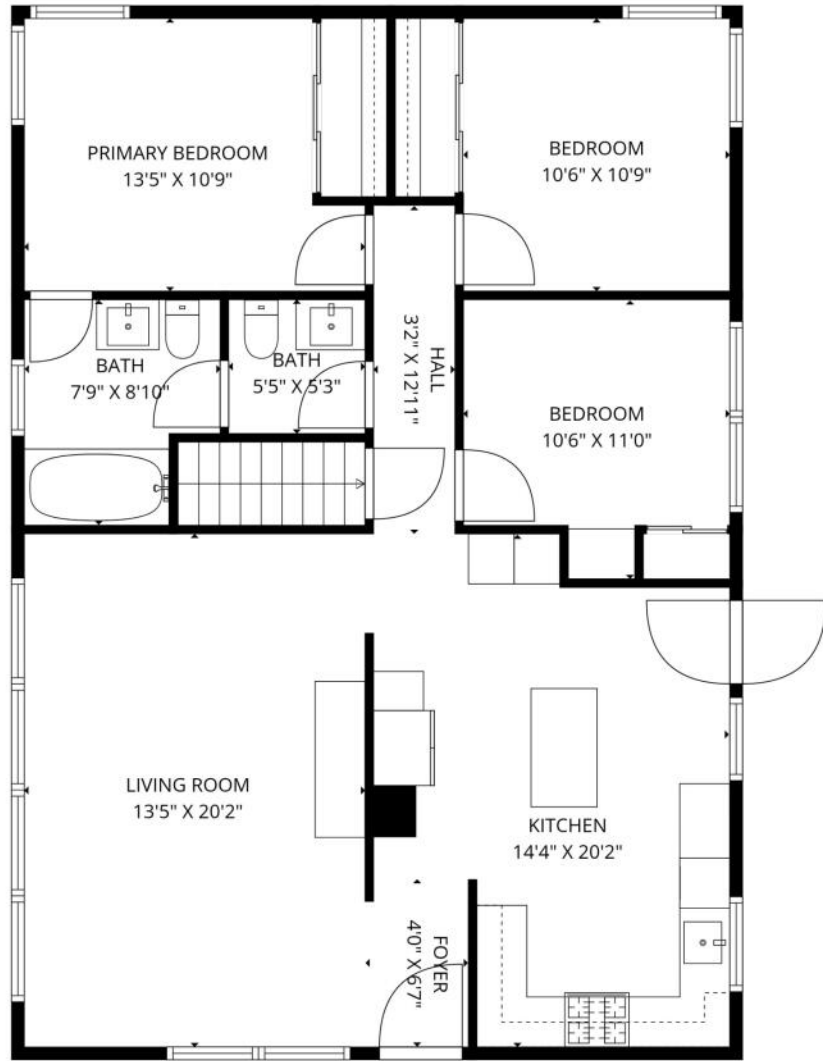 PRIMARY BEDROOM
13'5" X 10'9"
BEDROOM
10'6" X 10'9"
BATH
7'9" X 8'10"
BATH
5'5" X 5'3"
HALL
3'2" X 12'11"
BEDROOM
10'6" X 11'0"
LIVING ROOM
13'5" X 20'2"
KITCHEN
14'4" X 20'2"
FOYER
4'0" X 6'7"